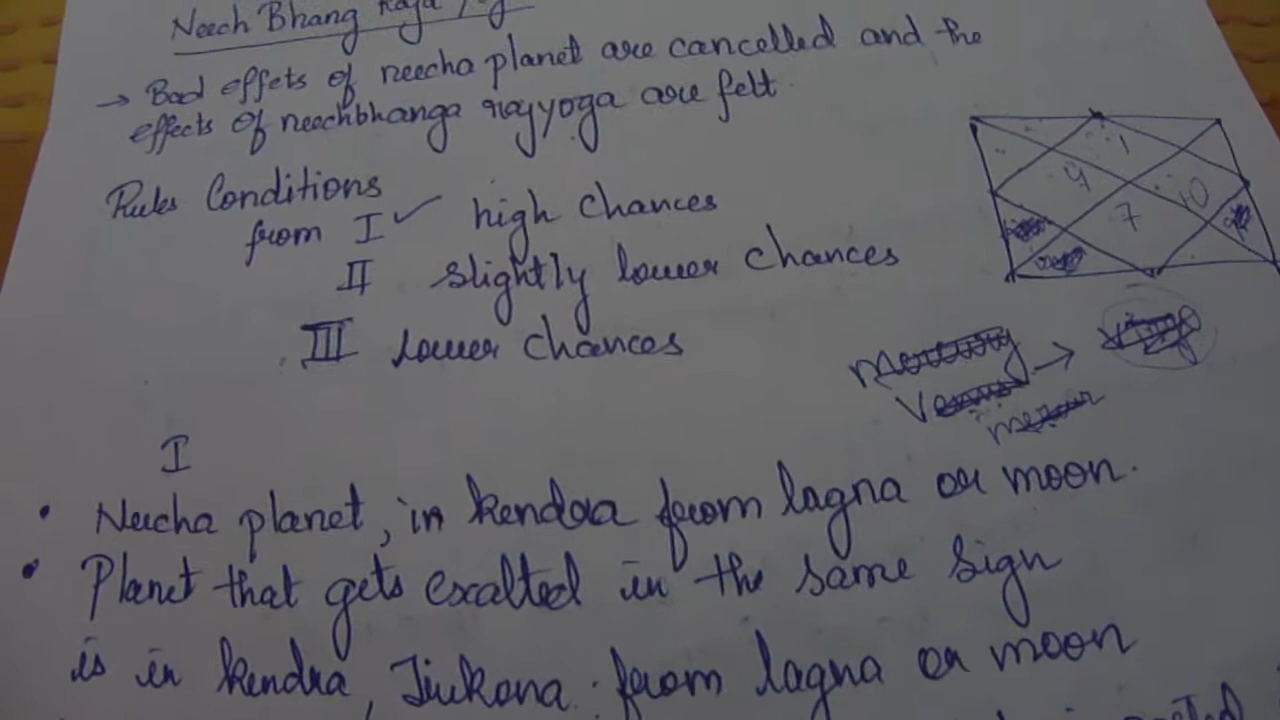 Neech Bhang Raja
→ Bad effets of neecha planet are cancelled and the
effects of neechbhanga rajyoga are felt
Rules Conditions
from I ✓ high chances
II slightly lower chances
III Lower chances
1
4
10
7
→
I
• Neecha planet, in kendra from lagna or moon.
• Planet that gets exalted in the same sign
is in kendra, Trikona. from lagna or moon